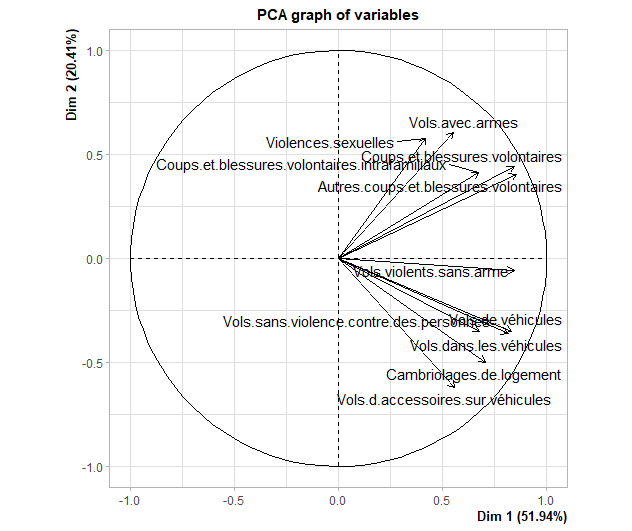 PCA graph of variables
Dim 2 (20.41%)
1.0
0.5
0.0
-0.5
-1.0
Vols.avec.armes
Violences.sexuelles
Coups.et.blessures.volontaires
Coups.et.blessures.volontaires.intrafamiliaux
Autres.coups.et.blessures.volontaires
Vols.violents.sans.arme
Vols.de.véhicules
Vols.sans.violence.contre.des.personnes
Vols.dans.les.véhicules
Cambriolages.de.logement
Vols.d.accessoires.sur.véhicules
-1.0
-0.5
0.0
0.5
1.0
Dim 1 (51.94%)